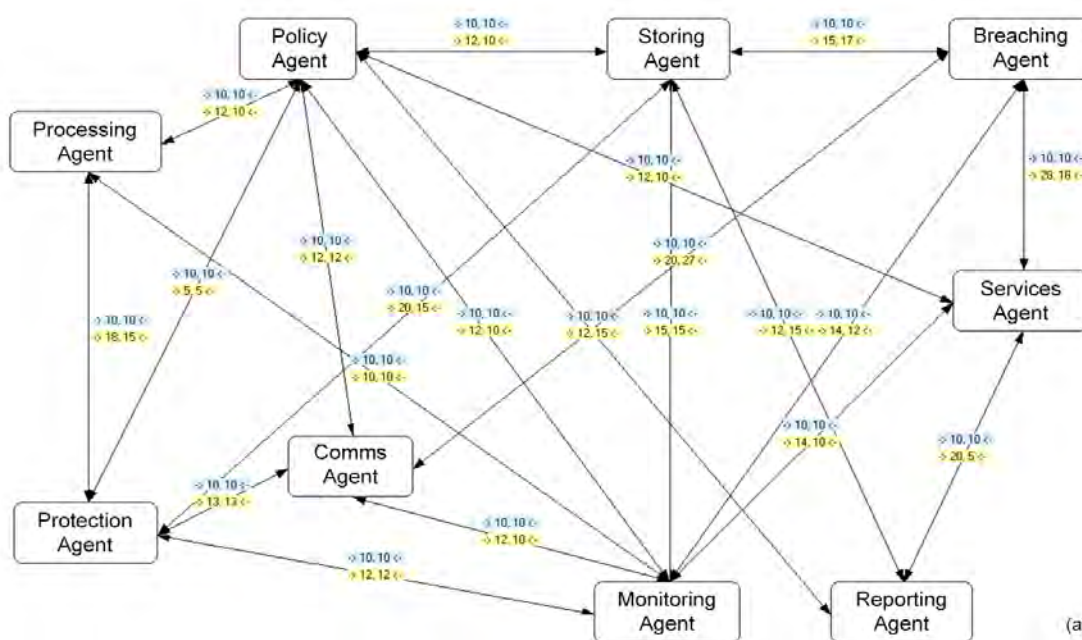 Policy
Agent
->10, 10<-
->12, 10<-
Storing
Agent
->10, 10<-
->15, 17<-
Breaching
Agent
->10, 10<-
->12, 10<-
Processing
Agent
->10, 10<-
->12, 10<-
->10, 10<-
->28, 18<-
->10, 10<-
->12, 12<-
->10, 10<-
->20, 27<-
->10, 10<-
->5, 5<-
->10, 10<-
->20, 15<-
Services
Agent
->10, 10<-
->18, 15<-
->10, 10<-
->12, 10<-
->10, 10<-
->12, 15<-
->10, 10<-
->15, 15<-
->10, 10<-
->12, 15<-
->10, 10<-
->14, 12<-
->10, 10<-
->10, 10<-
->10, 10<-
->14, 10<-
->10, 10<-
->20, 5<-
Comms
Agent
->10, 10<-
->13, 13<-
Protection
Agent
->10, 10<-
->12, 10<-
->10, 10<-
->12, 12<-
Monitoring
Agent
Reporting
Agent
(a